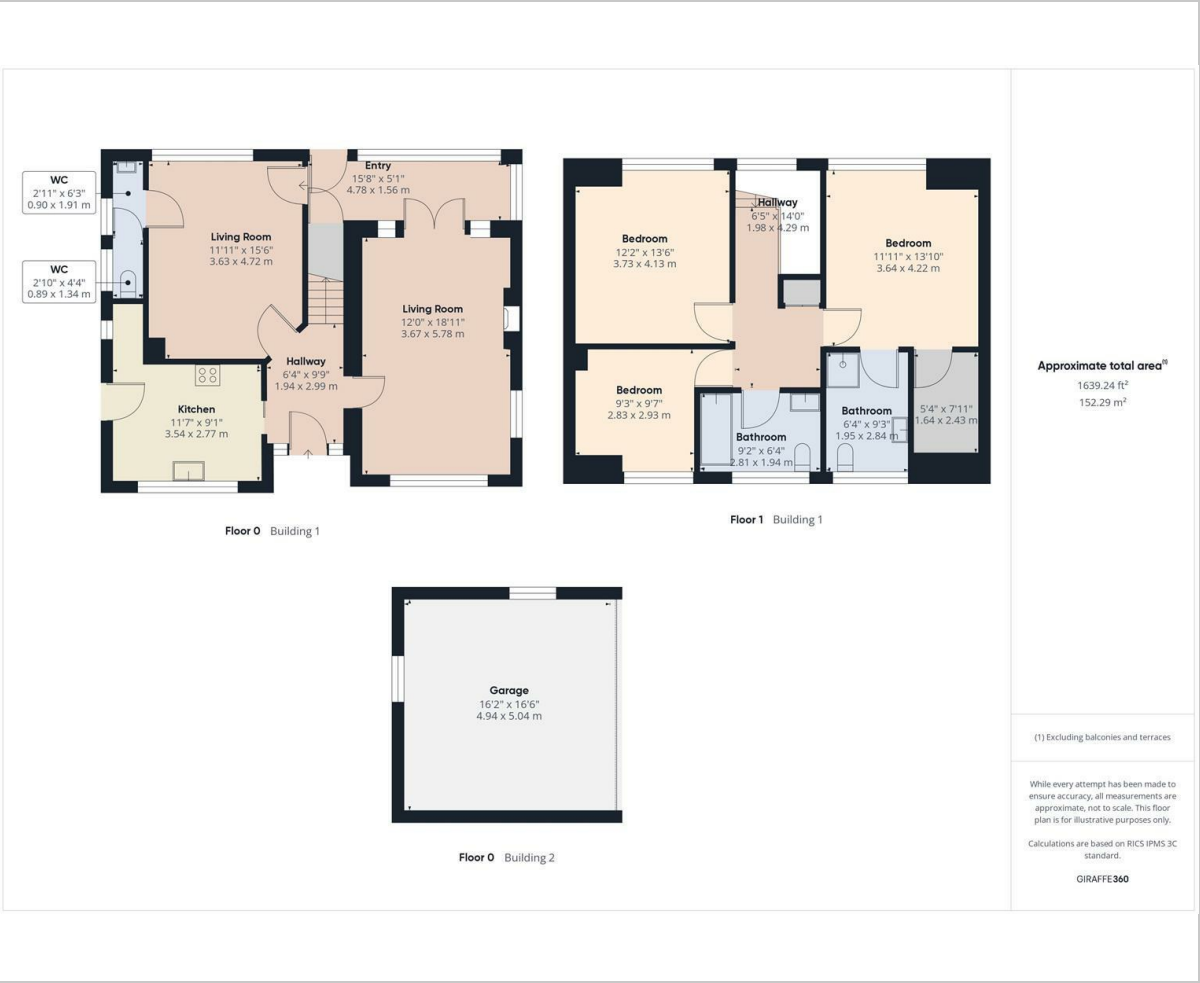 WC
2'11" x 6'3"
0.90 x 1.91 m
WC
2'10" x 4'4"
0.89 x 1.34 m
Living Room
11'11" x 15'6"
3.63 x 4.72 m
Entry
15'8" x 5'1"
4.78 x 1.56 m
Living Room
12'0" x 18'11"
3.67 x 5.78 m
Hallway
6'4" x 9'9"
1.94 x 2.99 m
Kitchen
11'7" x 9'1"
3.54 x 2.77 m
Floor 0 Building 1
Bedroom
12'2" x 13'6"
3.73 x 4.13 m
Hallway
6'5" x 14'0"
1.98 x 4.29 m
Bedroom
11'11" x 13'10"
3.64 x 4.22 m
Bedroom
9'3" x 9'7"
2.83 x 2.93 m
Bathroom
9'2" x 6'4"
2.81 x 1.94 m
Bathroom
6'4" x 9'3"
1.95 x 2.84 m
5'4" x 7'11"
1.64 x 2.43 m
Floor 1 Building 1
Garage
16'2" x 16'6"
4.94 x 5.04 m
Floor 0 Building 2
Approximate total area(1)
1639.24 ft²
152.29 m²
(1) Excluding balconies and terraces
While every attempt has been made to
ensure accuracy, all measurements are
approximate, not to scale. This floor
plan is for illustrative purposes only.
Calculations are based on RICS IPMS 3C
standard.
GIRAFFE360